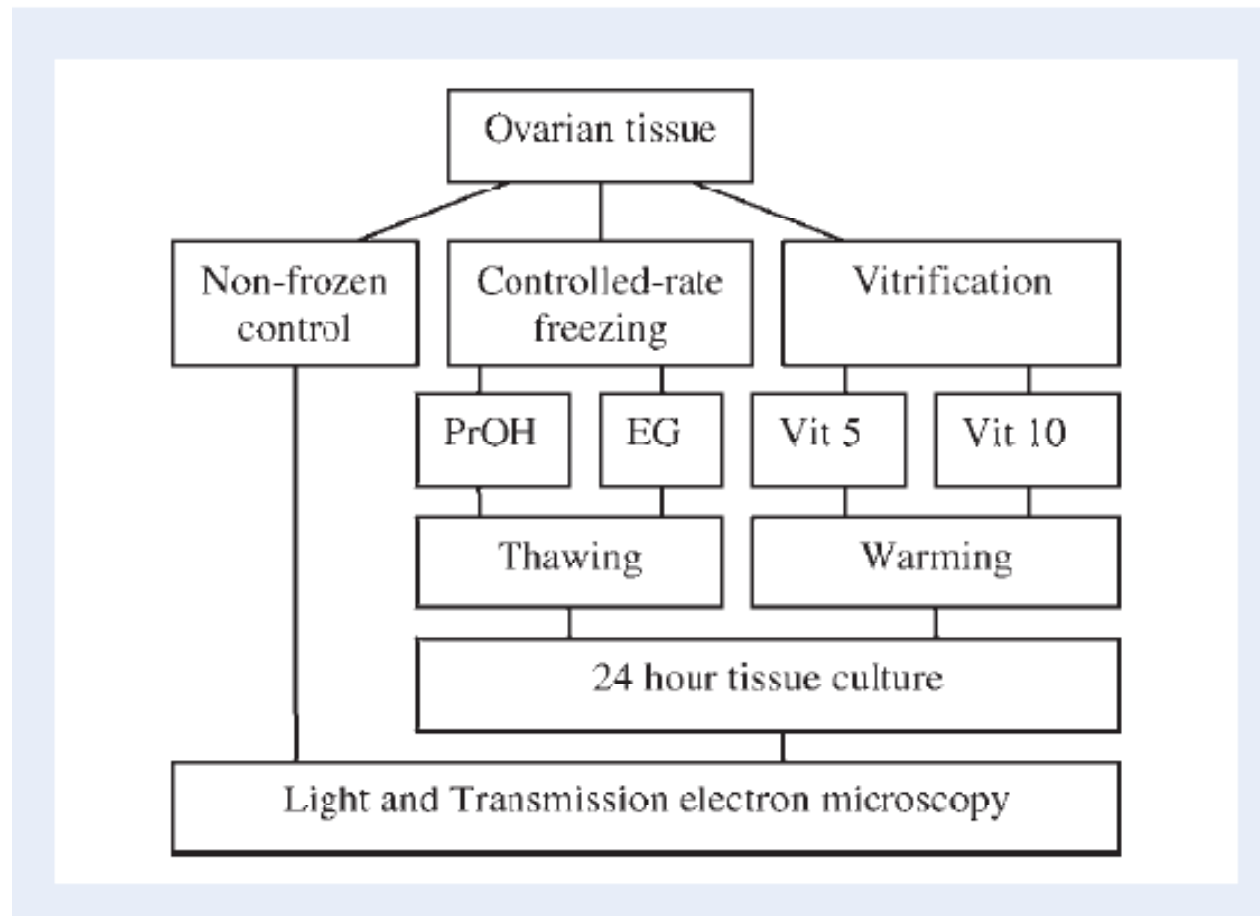 Ovarian tissue
Non-frozen
control
Controlled-rate
freezing
Vitrification
PrOH
EG
Vit 5
Vit 10
Thawing
Warming
24 hour tissue culture
Light and Transmission electron microscopy